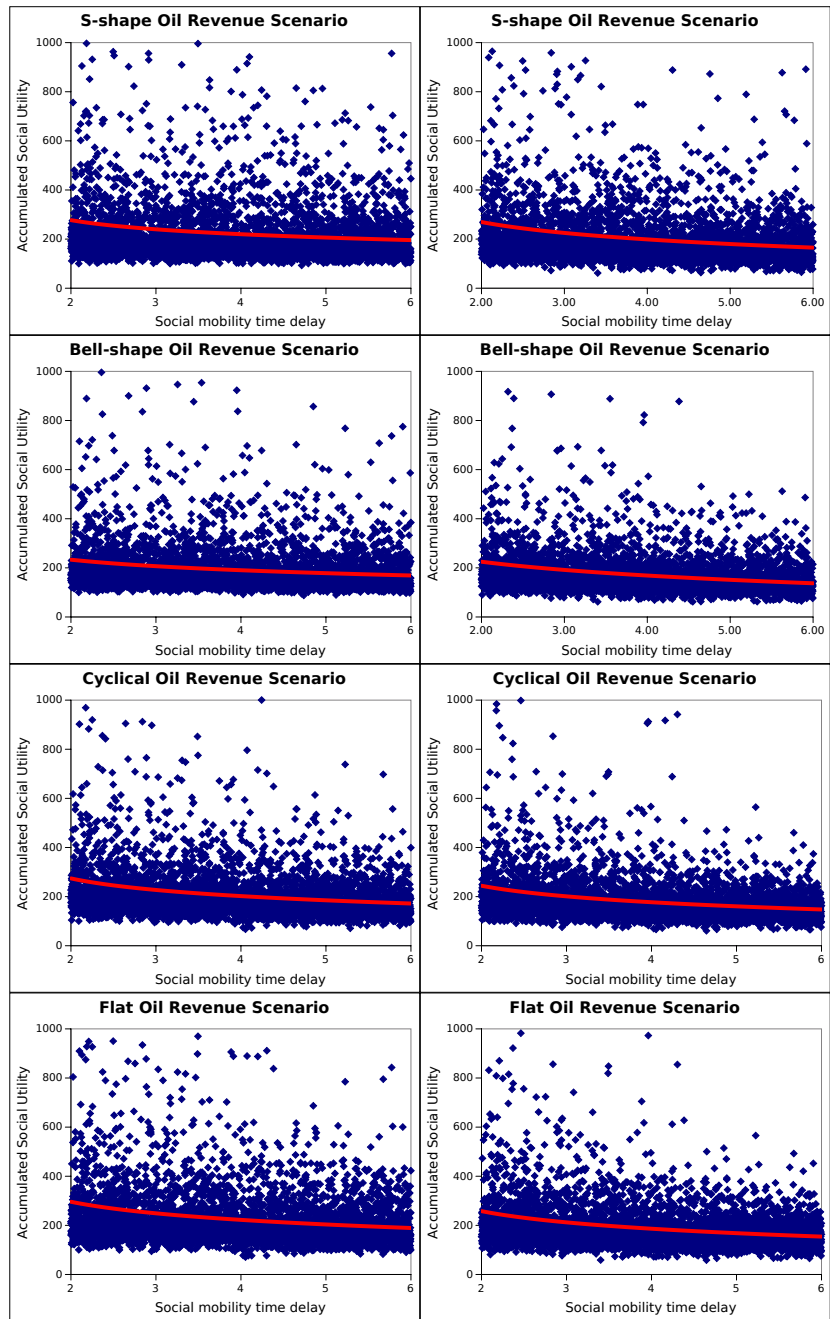 S-shape Oil Revenue Scenario
Accumulated Social Utility
1000
800
600
400
200
0
2 3 4 5 6
Social mobility time delay
S-shape Oil Revenue Scenario
Accumulated Social Utility
1000
800
600
400
200
0
2.00 3.00 4.00 5.00 6.00
Social mobility time delay
Bell-shape Oil Revenue Scenario
Accumulated Social Utility
1000
800
600
400
200
0
2 3 4 5 6
Social mobility time delay
Bell-shape Oil Revenue Scenario
Accumulated Social Utility
1000
800
600
400
200
0
2.00 3.00 4.00 5.00 6.00
Social mobility time delay
Cyclical Oil Revenue Scenario
Accumulated Social Utility
1000
800
600
400
200
0
2 3 4 5 6
Social mobility time delay
Cyclical Oil Revenue Scenario
Accumulated Social Utility
1000
800
600
400
200
0
2 3 4 5 6
Social mobility time delay
Flat Oil Revenue Scenario
Accumulated Social Utility
1000
800
600
400
200
0
2 3 4 5 6
Social mobility time delay
Flat Oil Revenue Scenario
Accumulated Social Utility
1000
800
600
400
200
0
2 3 4 5 6
Social mobility time delay